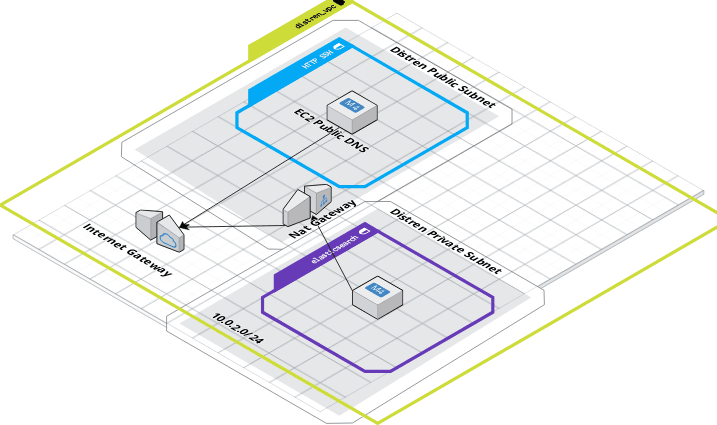 distren_vpc
HTTP SSH
Distren Public Subnet
M4
EC2 Public DNS
Nat Gateway
Internet Gateway
Distren Private Subnet
elasticsearch
M4
10.0.2.0/24